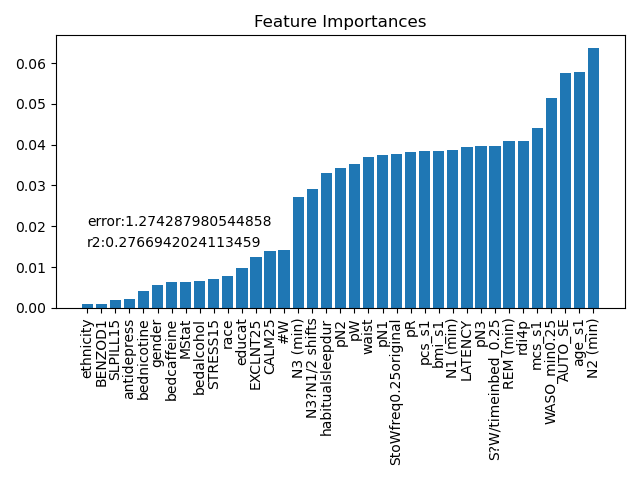 Feature Importances
0.06
0.05
0.04
0.03
0.02
0.01
0.00
error:1.274287980544858
r2:0.2766942024113459
ethnicity
BENZOD1
SLPILL15
antidepress
bednicotine
gender
bedcaffeine
MStat
bedalcohol
STRESS15
race
educat
EXCLNT25
CALM25
#W
N3 (min)
N3?N1/2 shifts
habitualsleepdur
pN2
pW
waist
pN1
StoWfreq0.25original
pR
pcs_s1
bmi_s1
N1 (min)
LATENCY
pN3
S?W/timeinbed_0.25
REM (min)
rdi4p
mcs_s1
WASO_min0.25
AUTO_SE
age_s1
N2 (min)